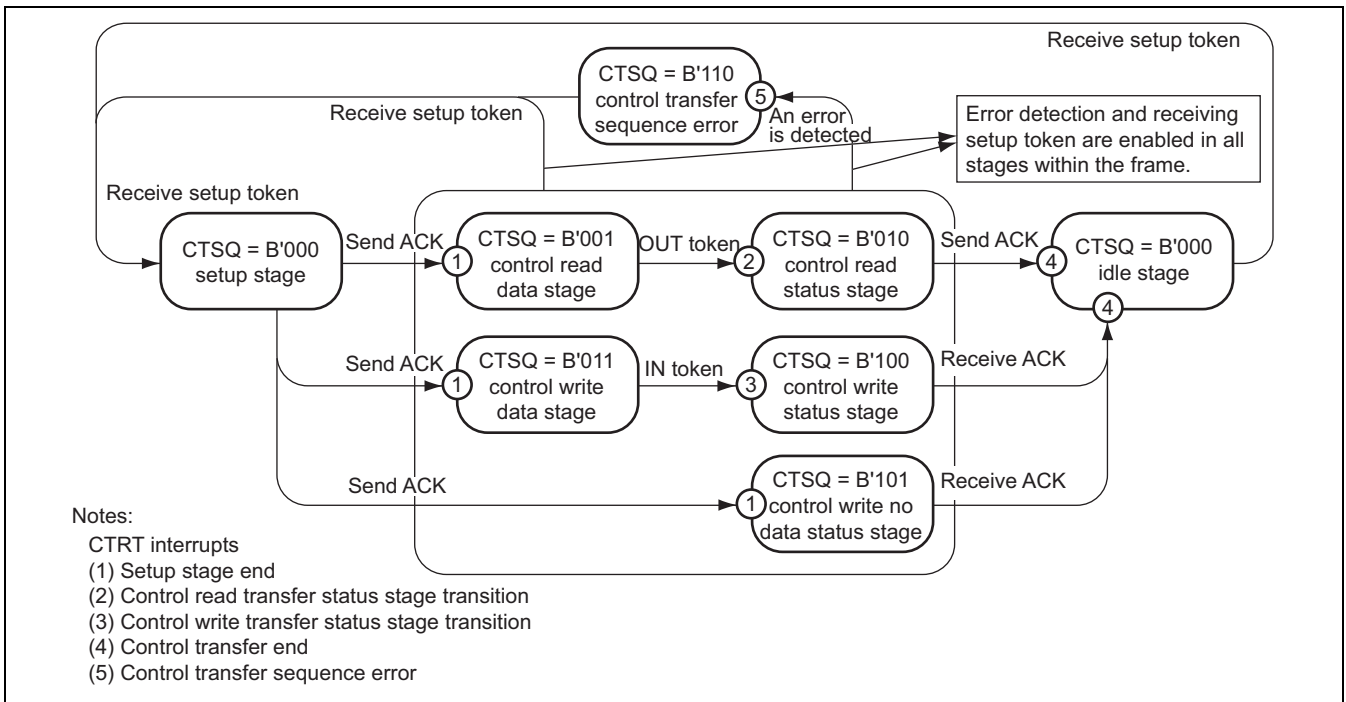 Receive setup token
CTSQ = B'110
control transfer
sequence error
5
An error
is detected
Receive setup token
Error detection and receiving
setup token are enabled in all
stages within the frame.
Receive setup token
CTSQ = B'000
setup stage
Send ACK
1
CTSQ = B'001
control read
data stage
OUT token
2
CTSQ = B'010
control read
status stage
Send ACK
4
CTSQ = B'000
idle stage
4
Send ACK
1
CTSQ = B'011
control write
data stage
IN token
3
CTSQ = B'100
control write
status stage
Receive ACK
Send ACK
1
CTSQ = B'101
control write no
data status stage
Receive ACK
Notes:
CTRT interrupts
(1) Setup stage end
(2) Control read transfer status stage transition
(3) Control write transfer status stage transition
(4) Control transfer end
(5) Control transfer sequence error